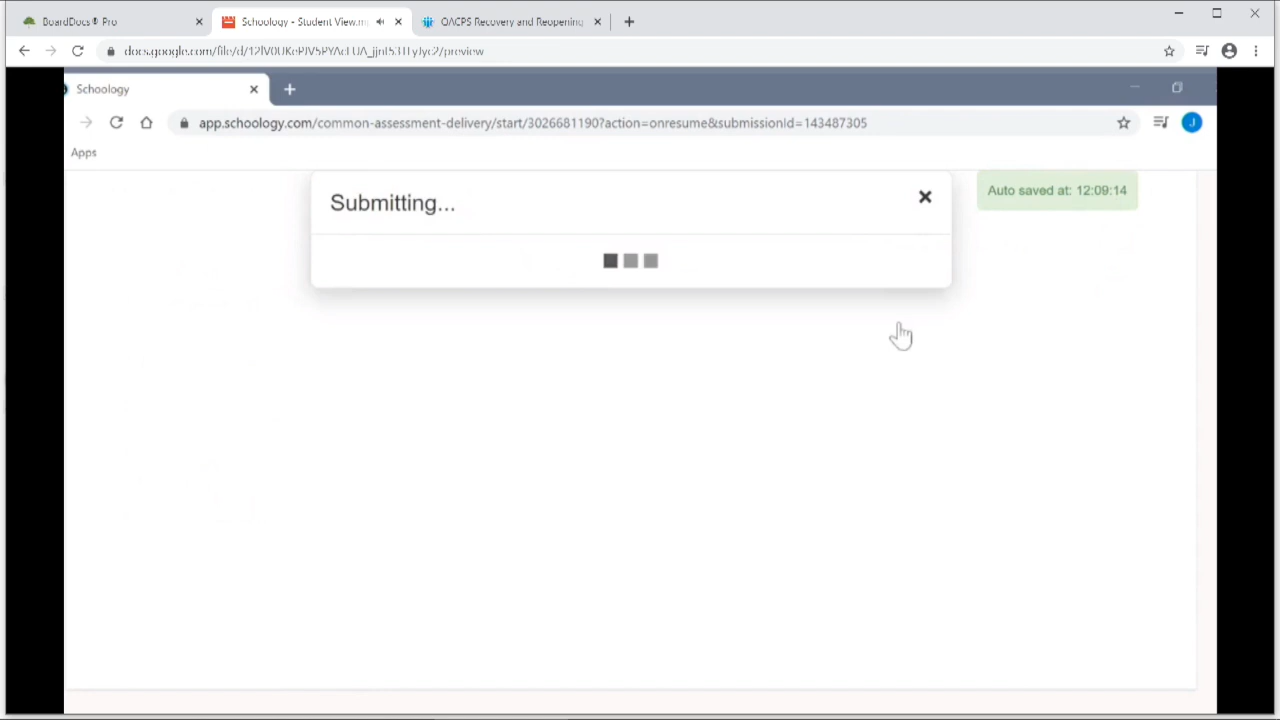 BoardDocs® Pro
Schoology - Student View.m
QACPS Recovery and Reopening
Schoology
app.schoology.com/common-assessment-delivery/start/3026681190?action=onresume&submissionId=143487305
J
Apps
Submitting...
Auto saved at: 12:09:14